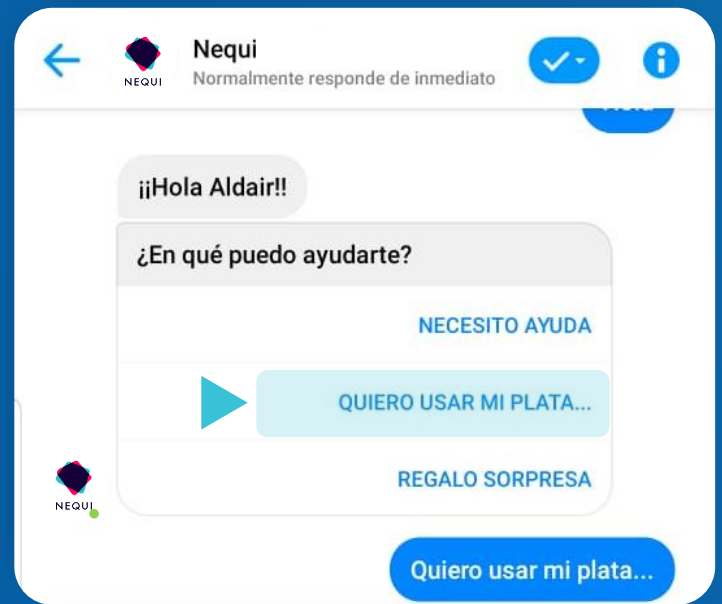 Nequi
NEQUI
Normalmente responde de inmediato
¡¡Hola Aldair!!
¿En qué puedo ayudarte?
NECESITO AYUDA
QUIERO USAR MI PLATA...
REGALO SORPRESA
NEQUI
Quiero usar mi plata...